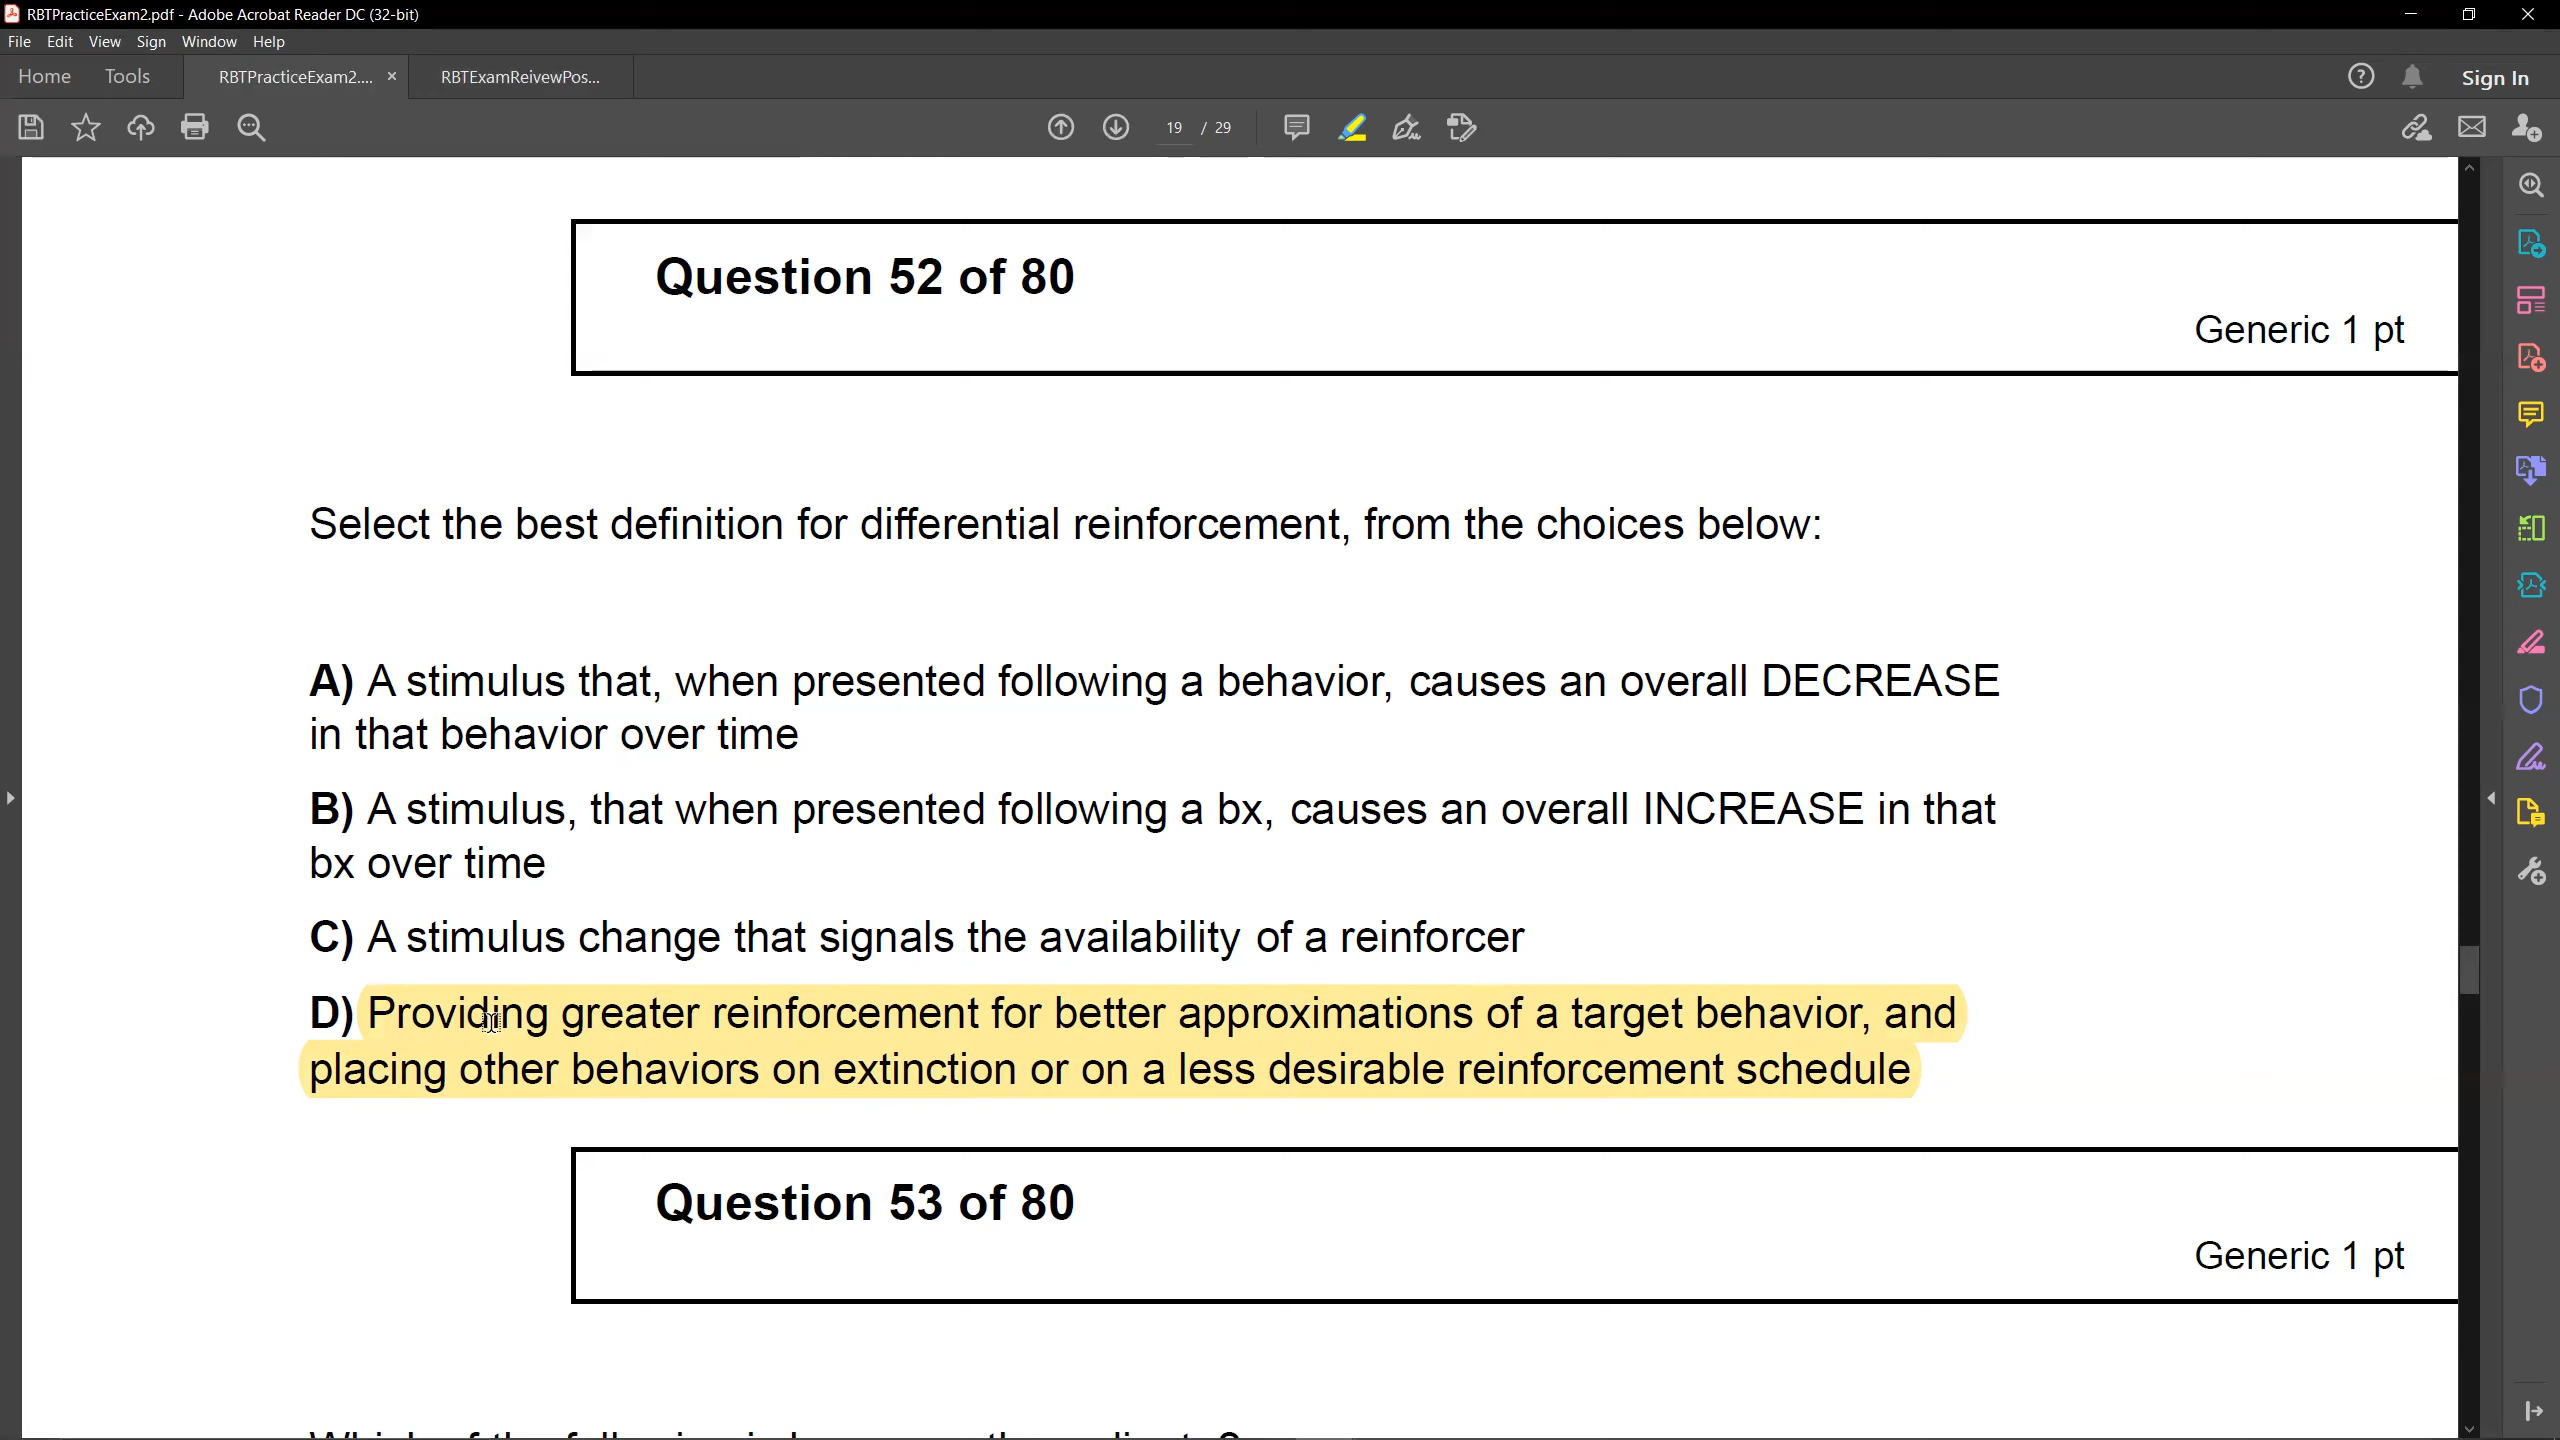 RBTPracticeExam2.pdf - Adobe Acrobat Reader DC (32-bit)
File Edit View Sign Window Help
Home Tools RBTPracticeExam2.... × RBTExamReivewPos... Sign In
19 / 29
Question 52 of 80
Generic 1 pt
Select the best definition for differential reinforcement, from the choices below:
A) A stimulus that, when presented following a behavior, causes an overall DECREASE
in that behavior over time
B) A stimulus, that when presented following a bx, causes an overall INCREASE in that
bx over time
C) A stimulus change that signals the availability of a reinforcer
D) Providing greater reinforcement for better approximations of a target behavior, and
placing other behaviors on extinction or on a less desirable reinforcement schedule
Question 53 of 80
Generic 1 pt
Which of the following is